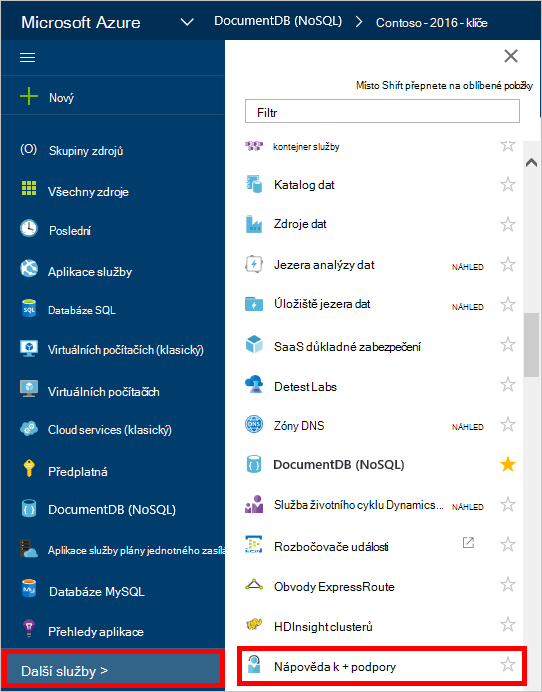 Microsoft Azure DocumentDB (NoSQL) > Contoso - 2016 - klíče
Nový
Skupiny zdrojů
Všechny zdroje
Poslední
Aplikace služby
Databáze SQL
Virtuálních počítačích (klasický)
Virtuálních počítačích
Cloud services (klasický)
Předplatná
DocumentDB (NoSQL)
Aplikace služby plány jednotného zasíla
Databáze MySQL
Přehledy aplikace
Další služby >
Místo Shift přepnete na oblíbené položky
Filtr
kontejner služby
Katalog dat
Zdroje dat
Jezera analýzy dat NÁHLED
Úložiště jezera dat NÁHLED
SaaS důkladné zabezpečení
Detest Labs
Zóny DNS NÁHLED
DocumentDB (NoSQL)
Služba životního cyklu Dynamics... NÁHLED
Rozbočovače události
Obvody ExpressRoute
HDInsight clusterů
Nápověda k + podpory